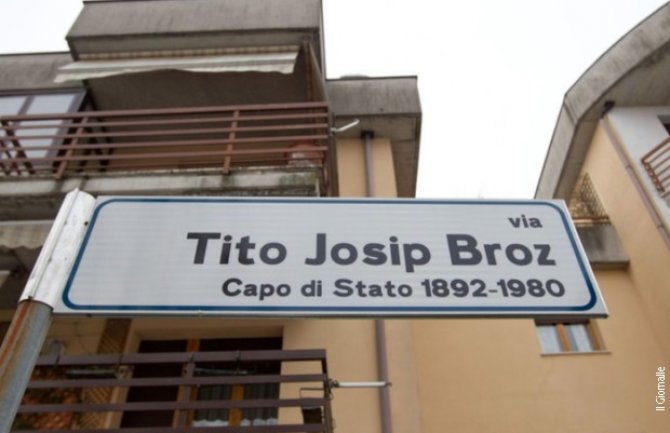 via
Tito Josip Broz
Capo di Stato 1892-1980
Il Giornale